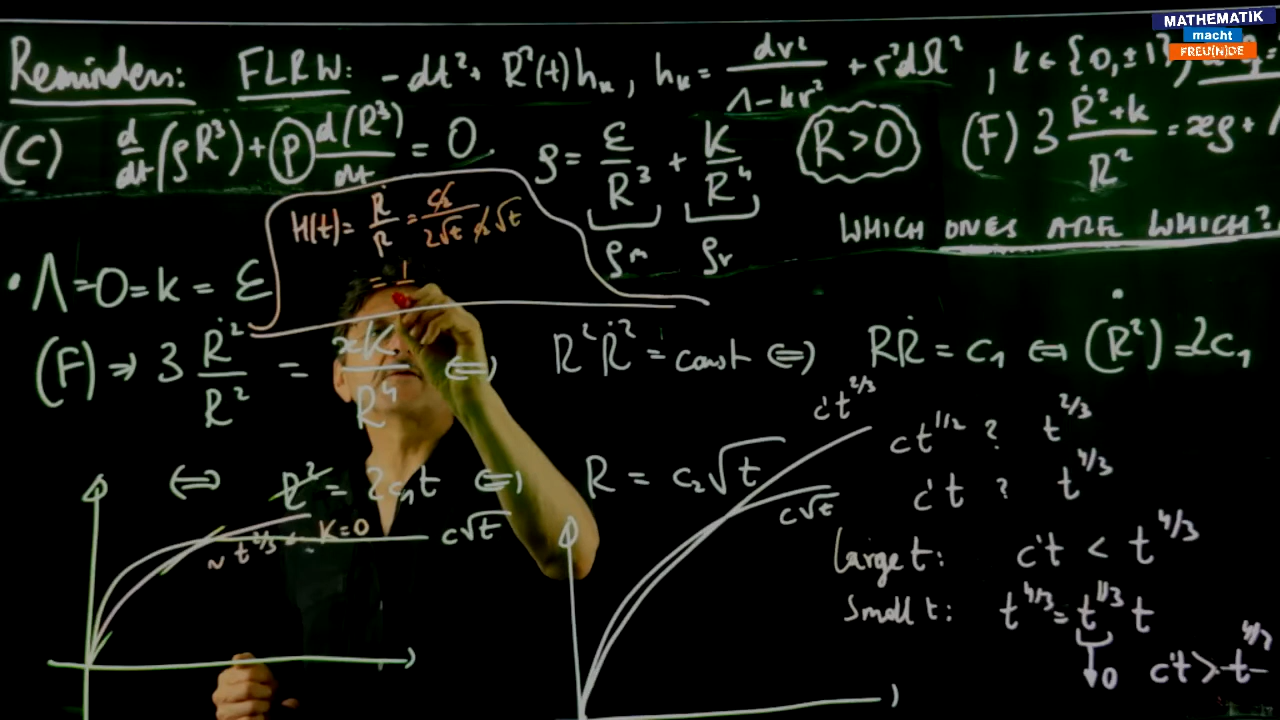 MATHEMATIK
macht
FREU(N)DE
Reminders: FLRW: -dt²+ R²(t)hₖ, hₖ= dr²/(1-kr²) + r²dΩ², k∈{0,±1},
(C) d/dt(ρR³)+ p d(R³)/dt = 0. ρ= ε/R³ + K/R⁴ R>0 (F) 3 (Ṙ²+k)/R² = ϰρ+Λ
ρm ρr
WHICH ONES ARE WHICH?
H(t)= Ṙ/R = c₂/(2√t c₂√t)
= 1
• Λ=0=k=ε
(F) ⇒ 3 Ṙ²/R² = ϰK/R⁴ ⇔ R²Ṙ² = const ⇔ RṘ = c₁ ⇔ (R²)˙=2c₁
⇔ R² = 2c₁t ⇔ R = c₂√t
~ t^2/3 K=0
c√t
c't^2/3
c√t
ct^1/2 ? t^2/3
c't ? t^4/3
Large t: c't < t^4/3
Small t: t^4/3 = t^1/3 t
↓0 c't > t^4/3